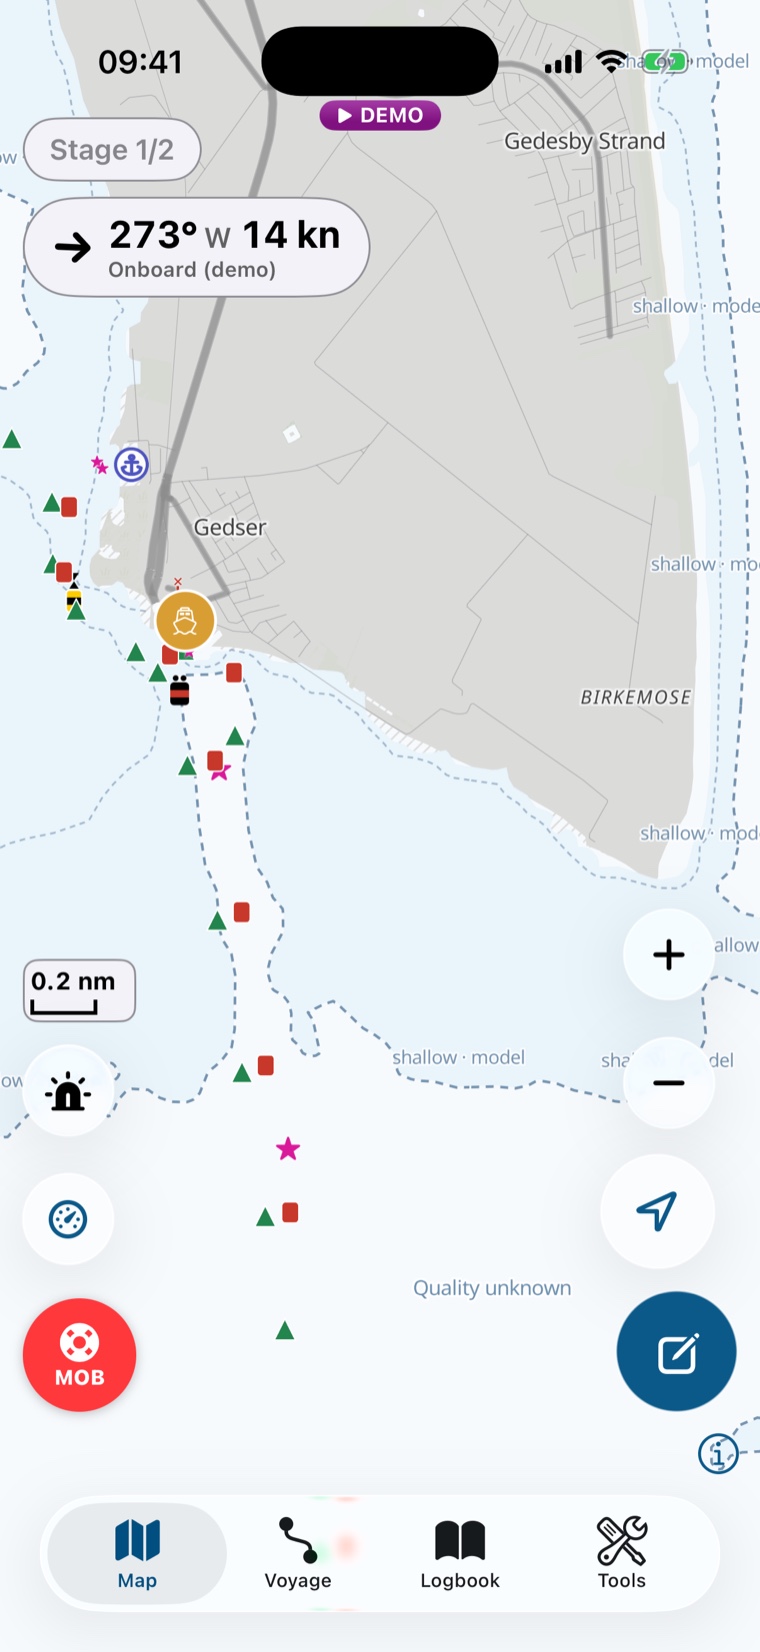 09:41
model
DEMO
Gedesby Strand
Stage 1/2
273° W 14 kn
Onboard (demo)
shallow · mode
Gedser
shallow · mo
BIRKEMOSE
shallow · mod
0.2 nm
allow
shallow · model
del
Quality unknown
MOB
Map
Voyage
Logbook
Tools